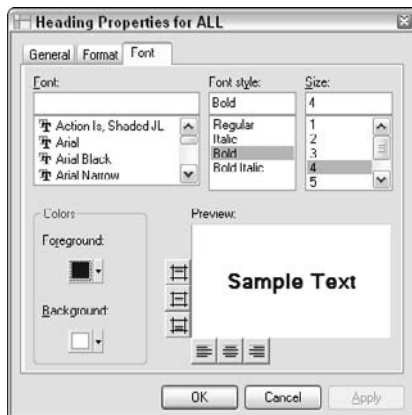 Heading Properties for ALL
General Format Font
Font:
Font style:
Size:
Bold
4
Action Is, Shaded JL
Arial
Arial Black
Arial Narrow
Regular
Italic
Bold
Bold Italic
1
2
3
4
5
Colors
Foreground:
Background:
Preview:
Sample Text
OK Cancel Apply